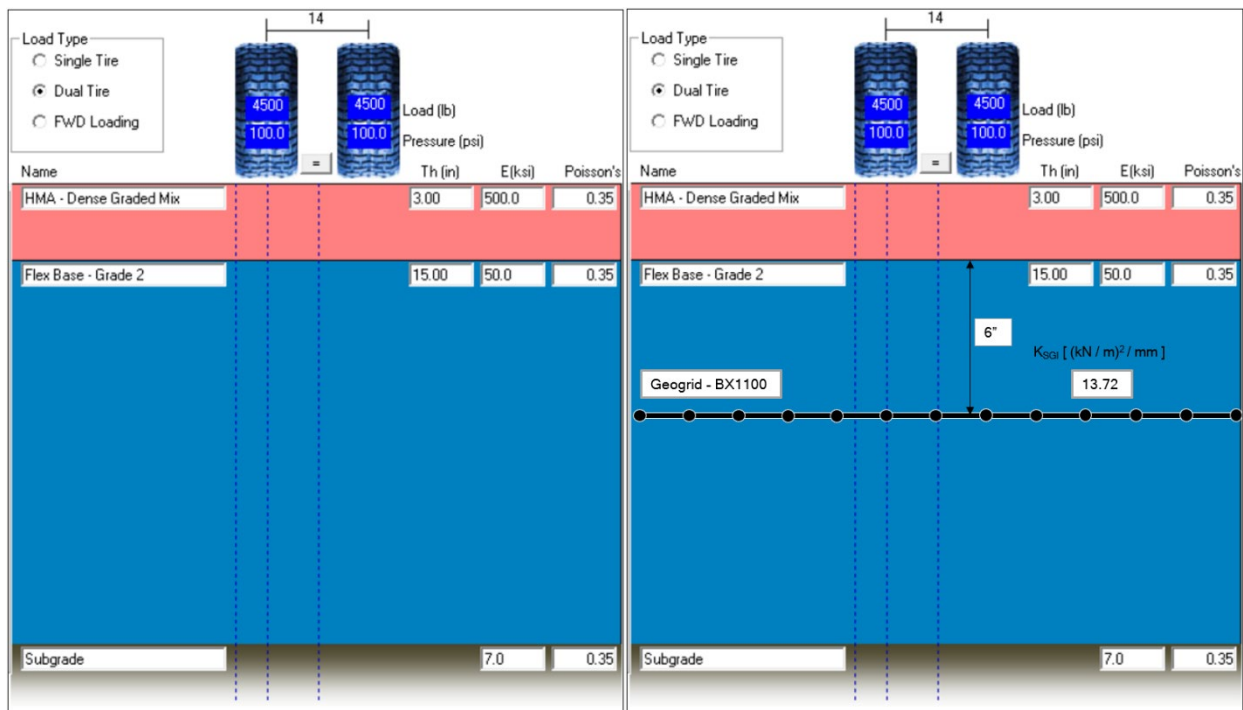 14
Load Type
Single Tire
Dual Tire
FWD Loading
4500 4500 Load (lb)
100.0 100.0 Pressure (psi)
=
Name Th (in) E(ksi) Poisson's
HMA - Dense Graded Mix 3.00 500.0 0.35
Flex Base - Grade 2 15.00 50.0 0.35
Subgrade 7.0 0.35
14
Load Type
Single Tire
Dual Tire
FWD Loading
4500 4500 Load (lb)
100.0 100.0 Pressure (psi)
=
Name Th (in) E(ksi) Poisson's
HMA - Dense Graded Mix 3.00 500.0 0.35
Flex Base - Grade 2 15.00 50.0 0.35
6”
KSGI [ (kN / m)² / mm ]
Geogrid - BX1100 13.72
Subgrade 7.0 0.35